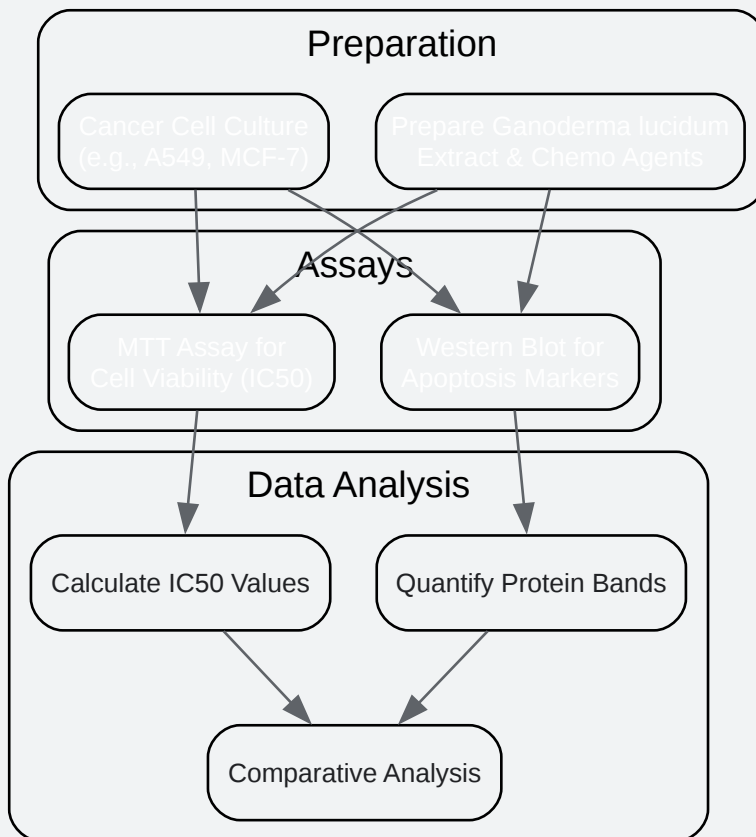 Preparation
Cancer Cell Culture
(e.g., A549, MCF-7)
Prepare Ganoderma lucidum
Extract & Chemo Agents
Assays
MTT Assay for
Cell Viability (IC50)
Western Blot for
Apoptosis Markers
Data Analysis
Calculate IC50 Values
Quantify Protein Bands
Comparative Analysis